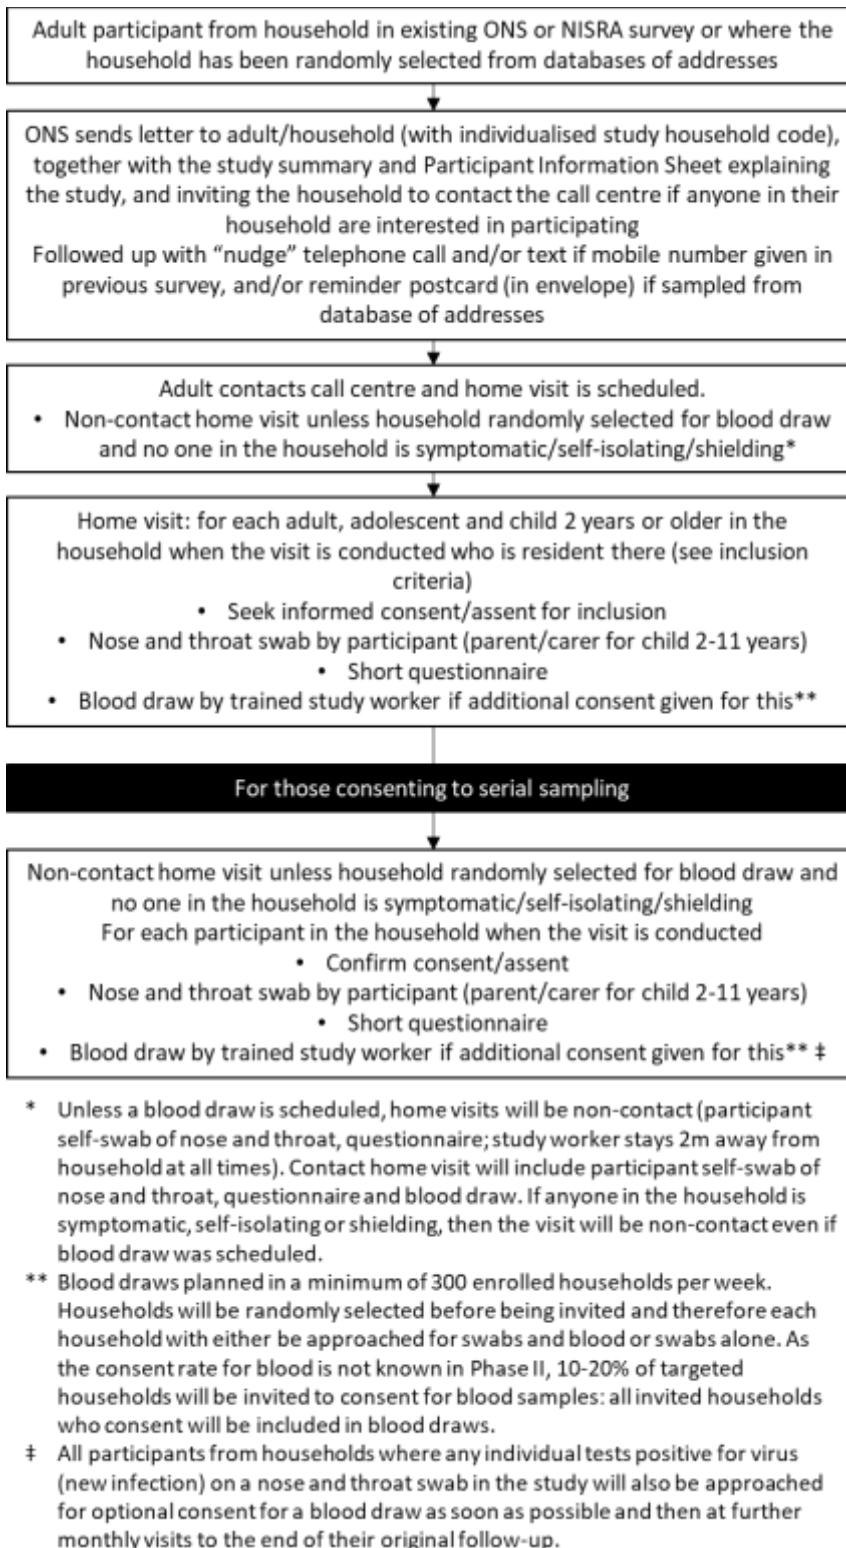 Adult participant from household in existing ONS or NISRA survey or where the
household has been randomly selected from databases of addresses
ONS sends letter to adult/household (with individualised study household code),
together with the study summary and Participant Information Sheet explaining
the study, and inviting the household to contact the call centre if anyone in their
household are interested in participating
Followed up with “nudge” telephone call and/or text if mobile number given in
previous survey, and/or reminder postcard (in envelope) if sampled from
database of addresses
Adult contacts call centre and home visit is scheduled.
• Non-contact home visit unless household randomly selected for blood draw
and no one in the household is symptomatic/self-isolating/shielding*
Home visit: for each adult, adolescent and child 2 years or older in the
household when the visit is conducted who is resident there (see inclusion
criteria)
• Seek informed consent/assent for inclusion
• Nose and throat swab by participant (parent/carer for child 2-11 years)
• Short questionnaire
• Blood draw by trained study worker if additional consent given for this**
For those consenting to serial sampling
Non-contact home visit unless household randomly selected for blood draw and
no one in the household is symptomatic/self-isolating/shielding
For each participant in the household when the visit is conducted
• Confirm consent/assent
• Nose and throat swab by participant (parent/carer for child 2-11 years)
• Short questionnaire
• Blood draw by trained study worker if additional consent given for this** ‡
* Unless a blood draw is scheduled, home visits will be non-contact (participant
self-swab of nose and throat, questionnaire; study worker stays 2m away from
household at all times). Contact home visit will include participant self-swab of
nose and throat, questionnaire and blood draw. If anyone in the household is
symptomatic, self-isolating or shielding, then the visit will be non-contact even if
blood draw was scheduled.
** Blood draws planned in a minimum of 300 enrolled households per week.
Households will be randomly selected before being invited and therefore each
household with either be approached for swabs and blood or swabs alone. As
the consent rate for blood is not known in Phase II, 10-20% of targeted
households will be invited to consent for blood samples: all invited households
who consent will be included in blood draws.
‡ All participants from households where any individual tests positive for virus
(new infection) on a nose and throat swab in the study will also be approached
for optional consent for a blood draw as soon as possible and then at further
monthly visits to the end of their original follow-up.